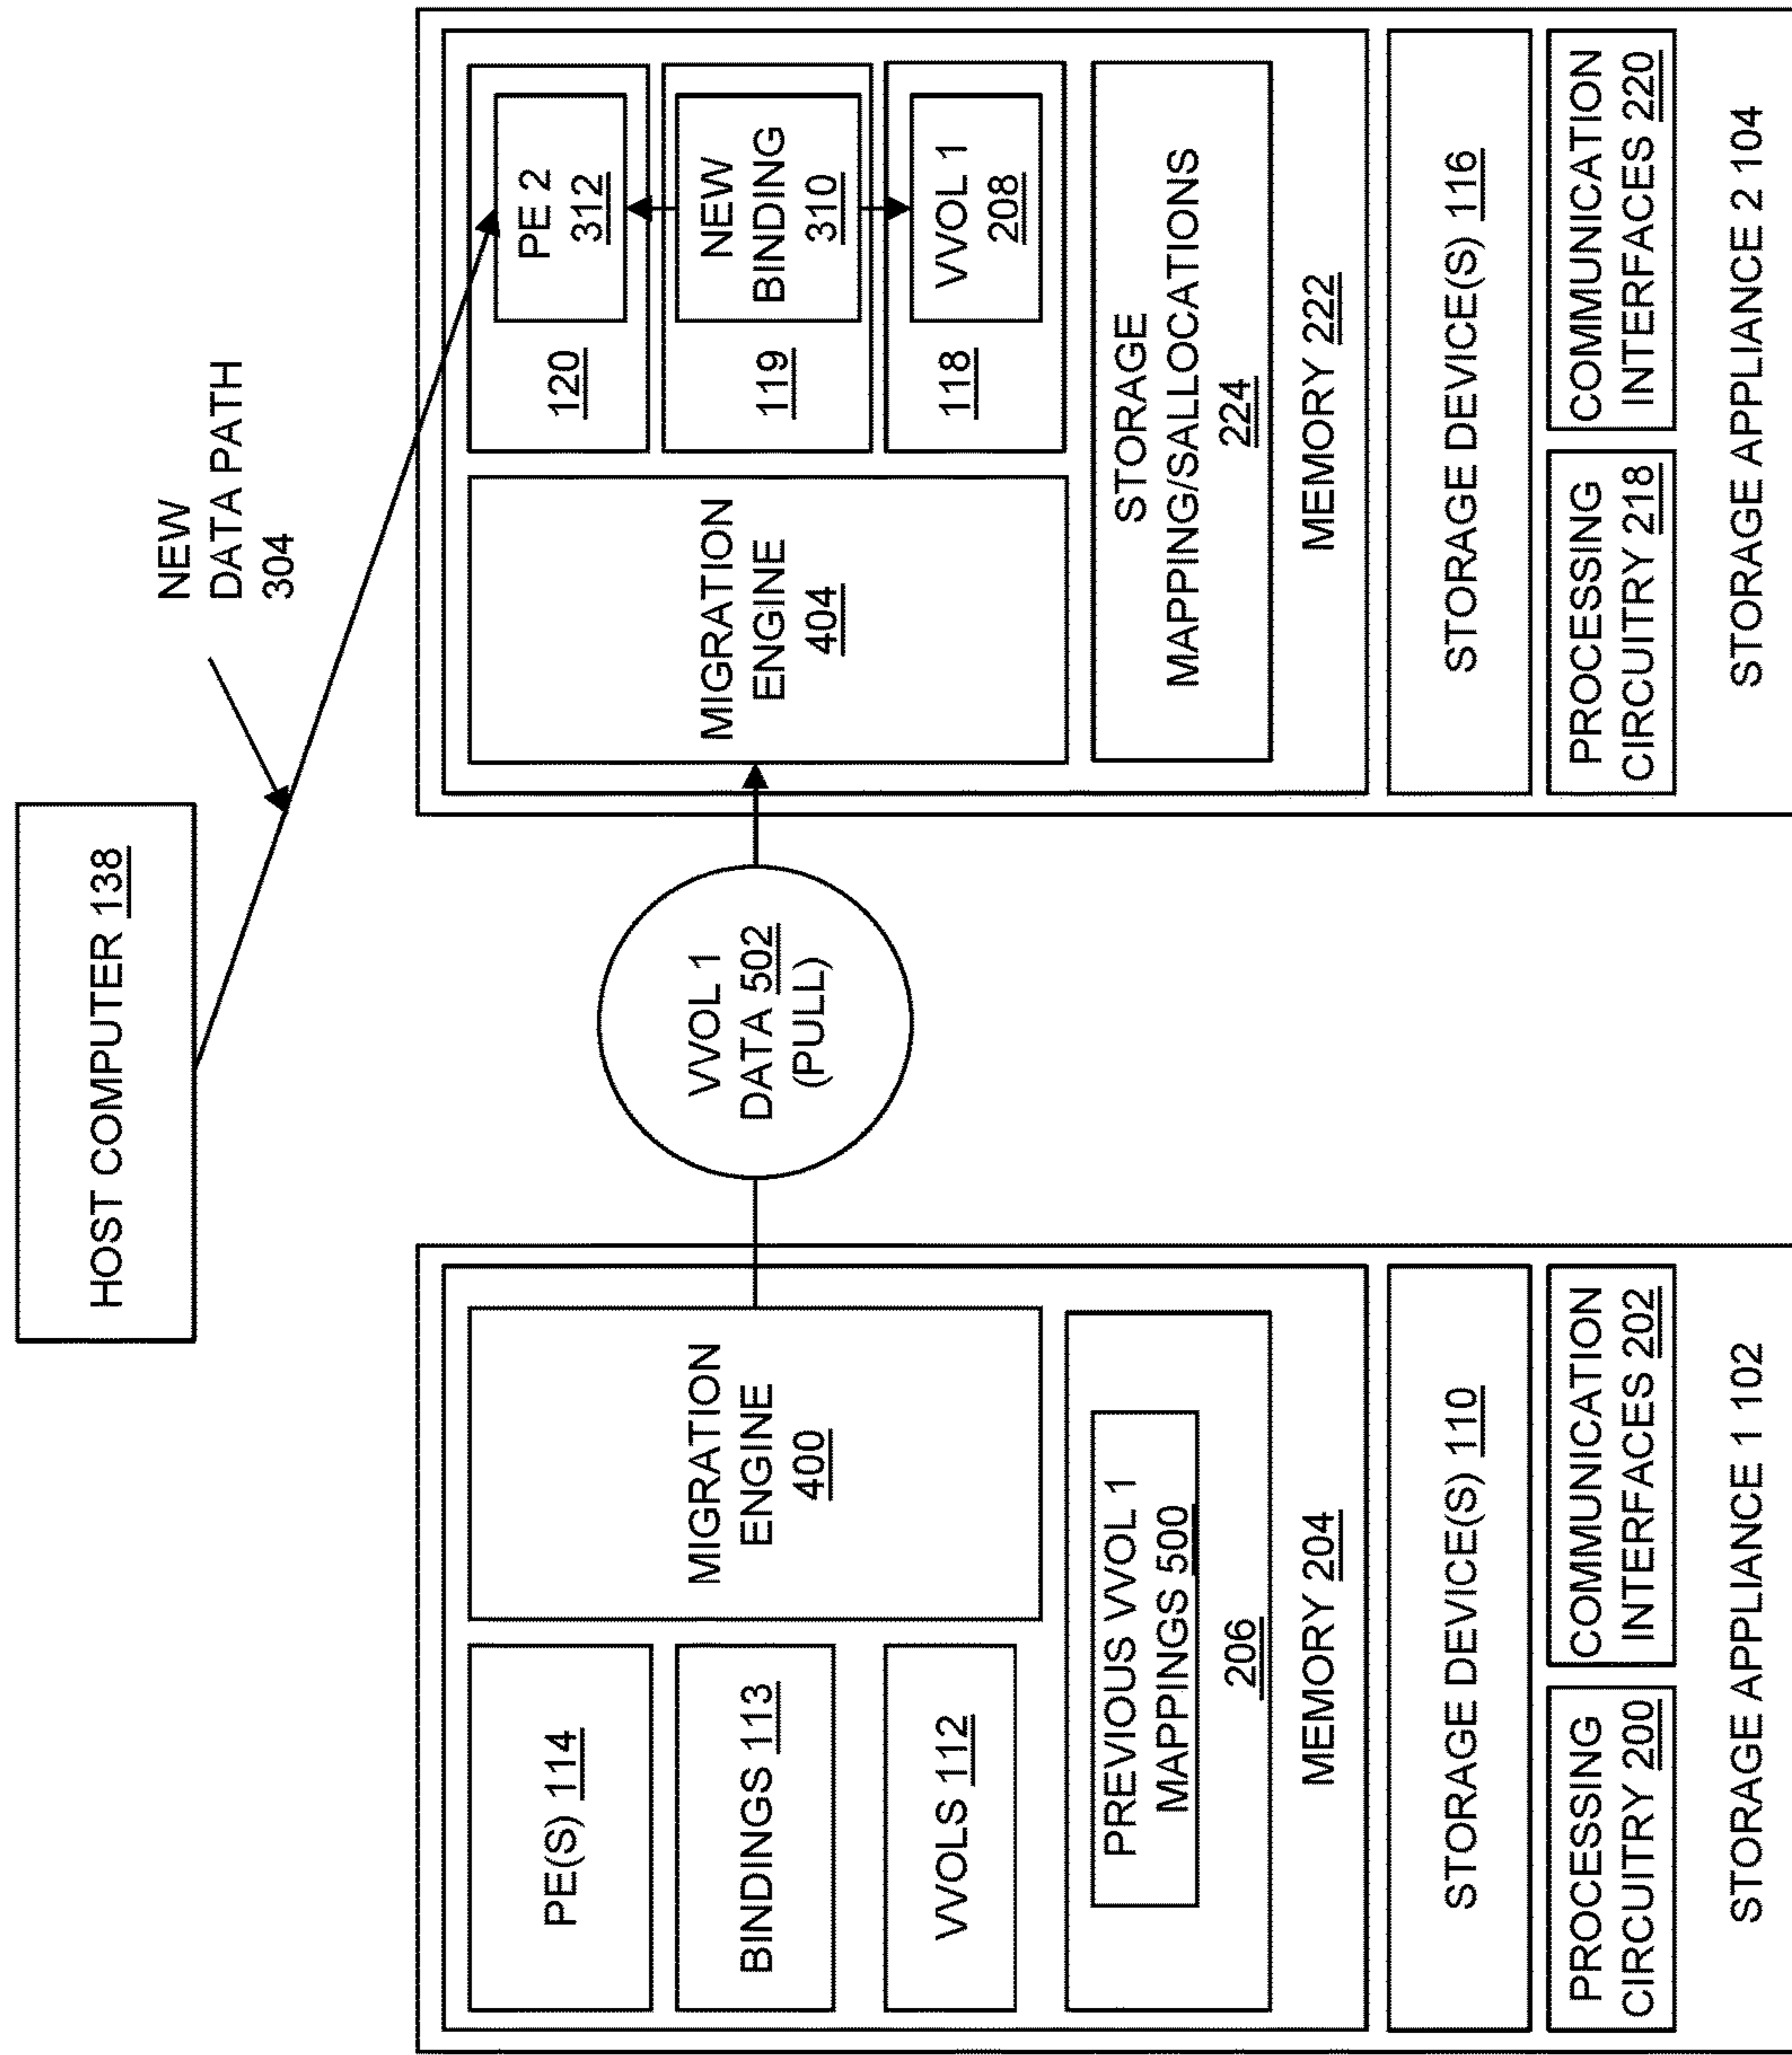 HOST COMPUTER 138
NEW
DATA PATH
304
PE(S) 114
BINDINGS 113
VVOLS 112
MIGRATION
ENGINE
400
PREVIOUS VVOL 1
MAPPINGS 500
206
MEMORY 204
STORAGE DEVICE(S) 110
PROCESSING
CIRCUITRY 200
COMMUNICATION
INTERFACES 202
STORAGE APPLIANCE 1 102
VVOL 1
DATA 502
(PULL)
MIGRATION
ENGINE
404
120
PE 2
312
119
NEW
BINDING
310
118
VVOL 1
208
STORAGE
MAPPING/SALLOCATIONS
224
MEMORY 222
STORAGE DEVICE(S) 116
PROCESSING
CIRCUITRY 218
COMMUNICATION
INTERFACES 220
STORAGE APPLIANCE 2 104